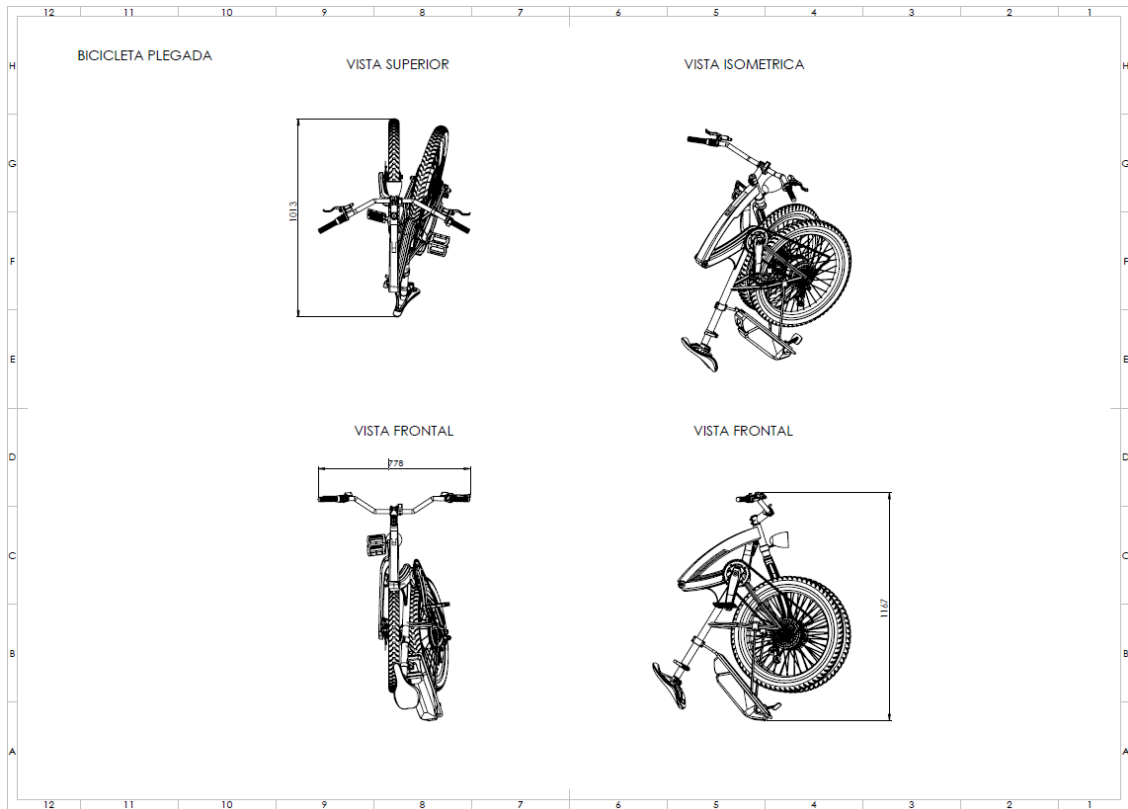 12 11 10 9 8 7 6 5 4 3 2 1
BICICLETA PLEGADA
VISTA SUPERIOR
VISTA ISOMETRICA
H H
G G
1013
F F
E E
VISTA FRONTAL
VISTA FRONTAL
D D
778
C C
1167
B B
A A
12 11 10 9 8 7 6 5 4 3 2 1